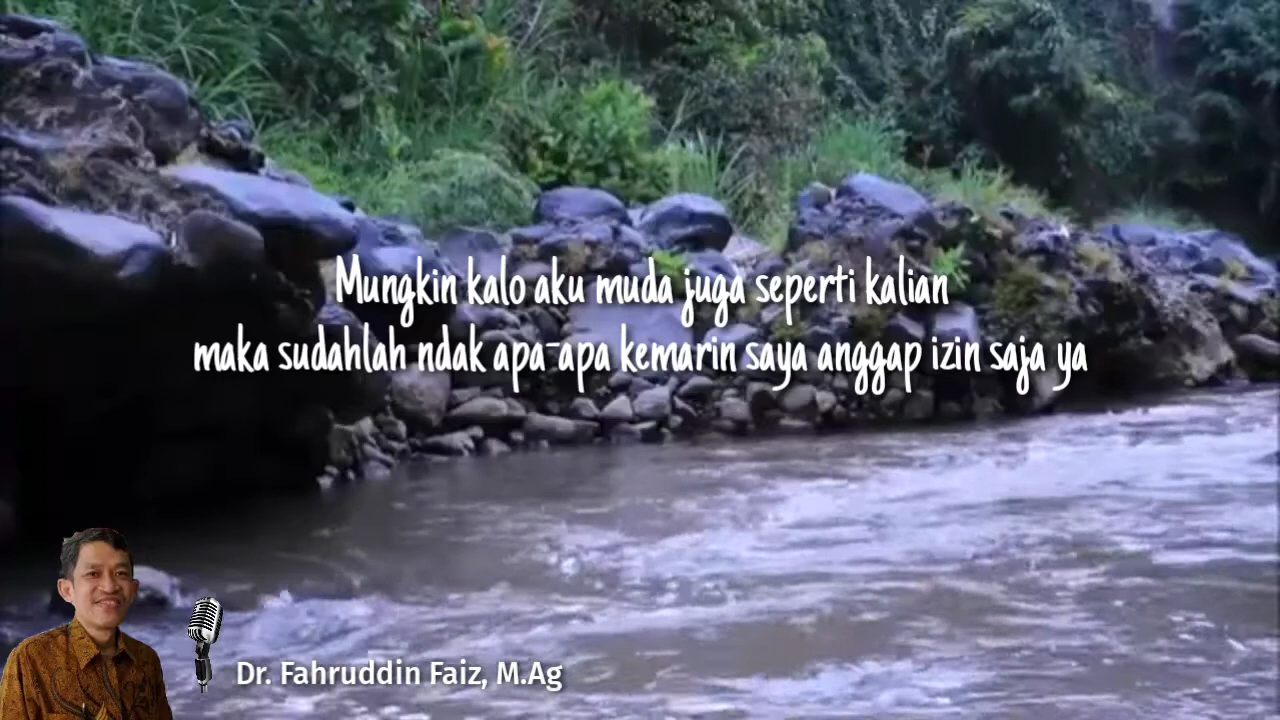 Mungkin kalo aku muda juga seperti kalian
maka sudahlah ndak apa-apa kemarin saya anggap izin saja ya
Dr. Fahruddin Faiz, M.Ag